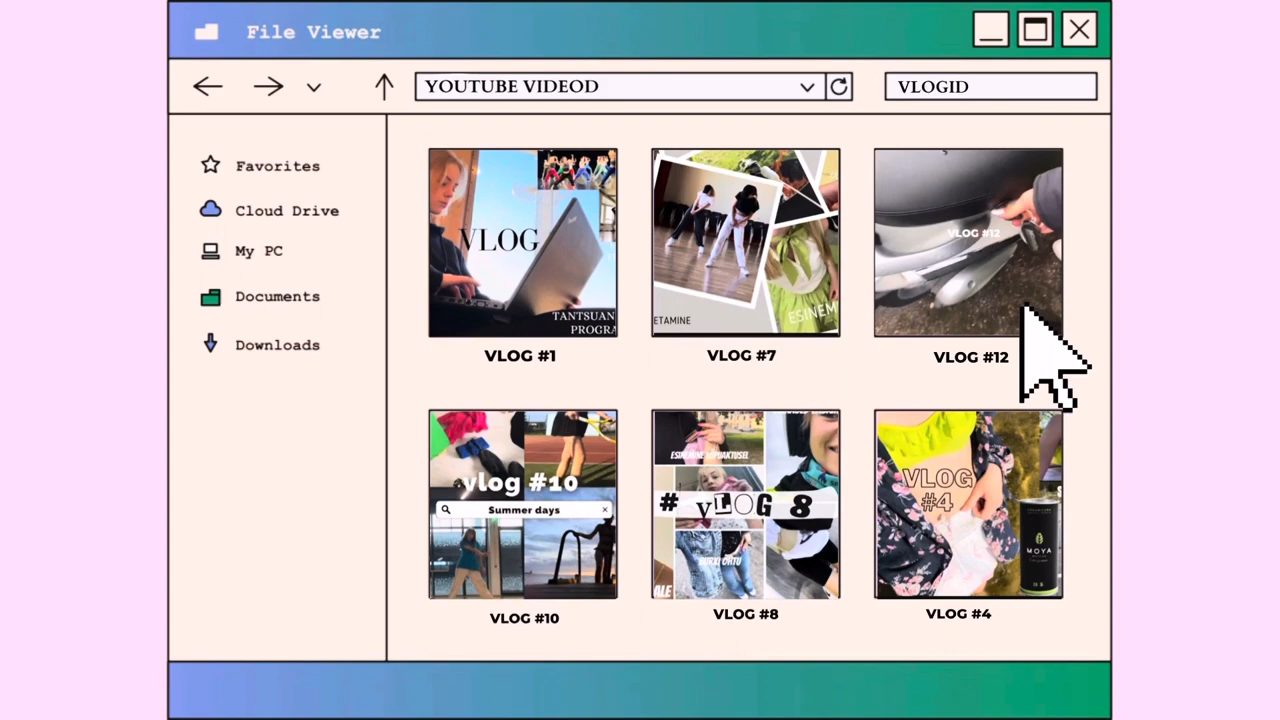 File Viewer
YOUTUBE VIDEOD
VLOGID
Favorites
Cloud Drive
My PC
Documents
Downloads
VLOG
TANTSUAN
PROGRA
VLOG #1
ETAMINE
ESINEM
VLOG #7
VLOG #12
VLOG #12
vlog #10
Summer days
VLOG #10
# VLOG 8
ALE
VLOG #8
VLOG
#4
MOYA
VLOG #4